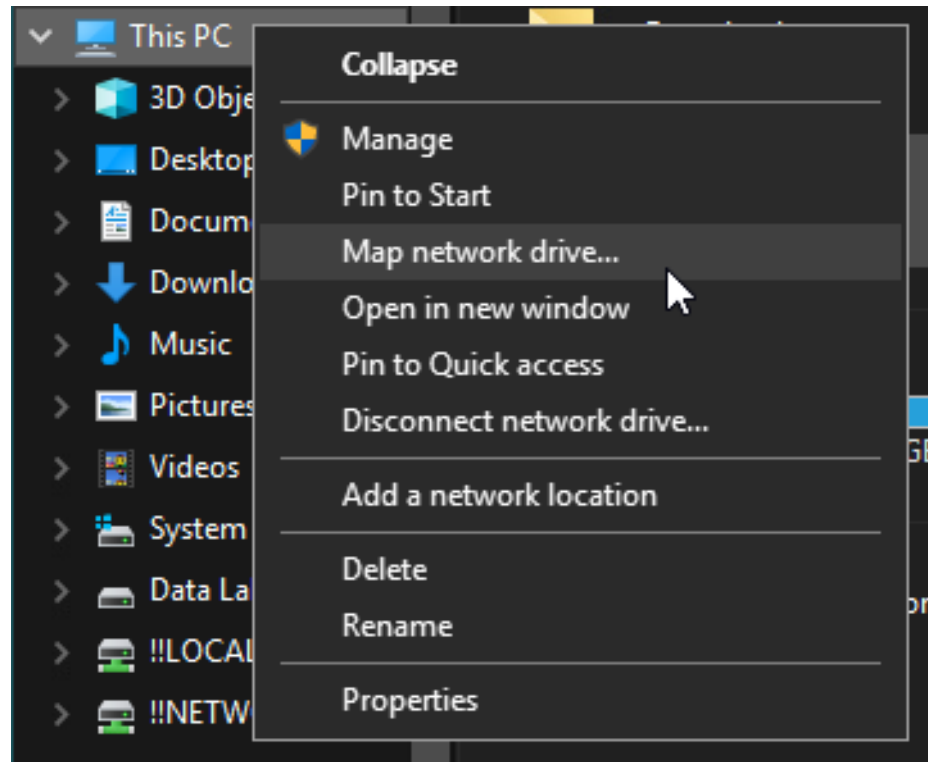 This PC
3D Obje
Desktop
Docum
Downlo
Music
Pictures
Videos
System
Data La
!!LOCAL
!!NETW
Collapse
Manage
Pin to Start
Map network drive...
Open in new window
Pin to Quick access
Disconnect network drive...
Add a network location
Delete
Rename
Properties